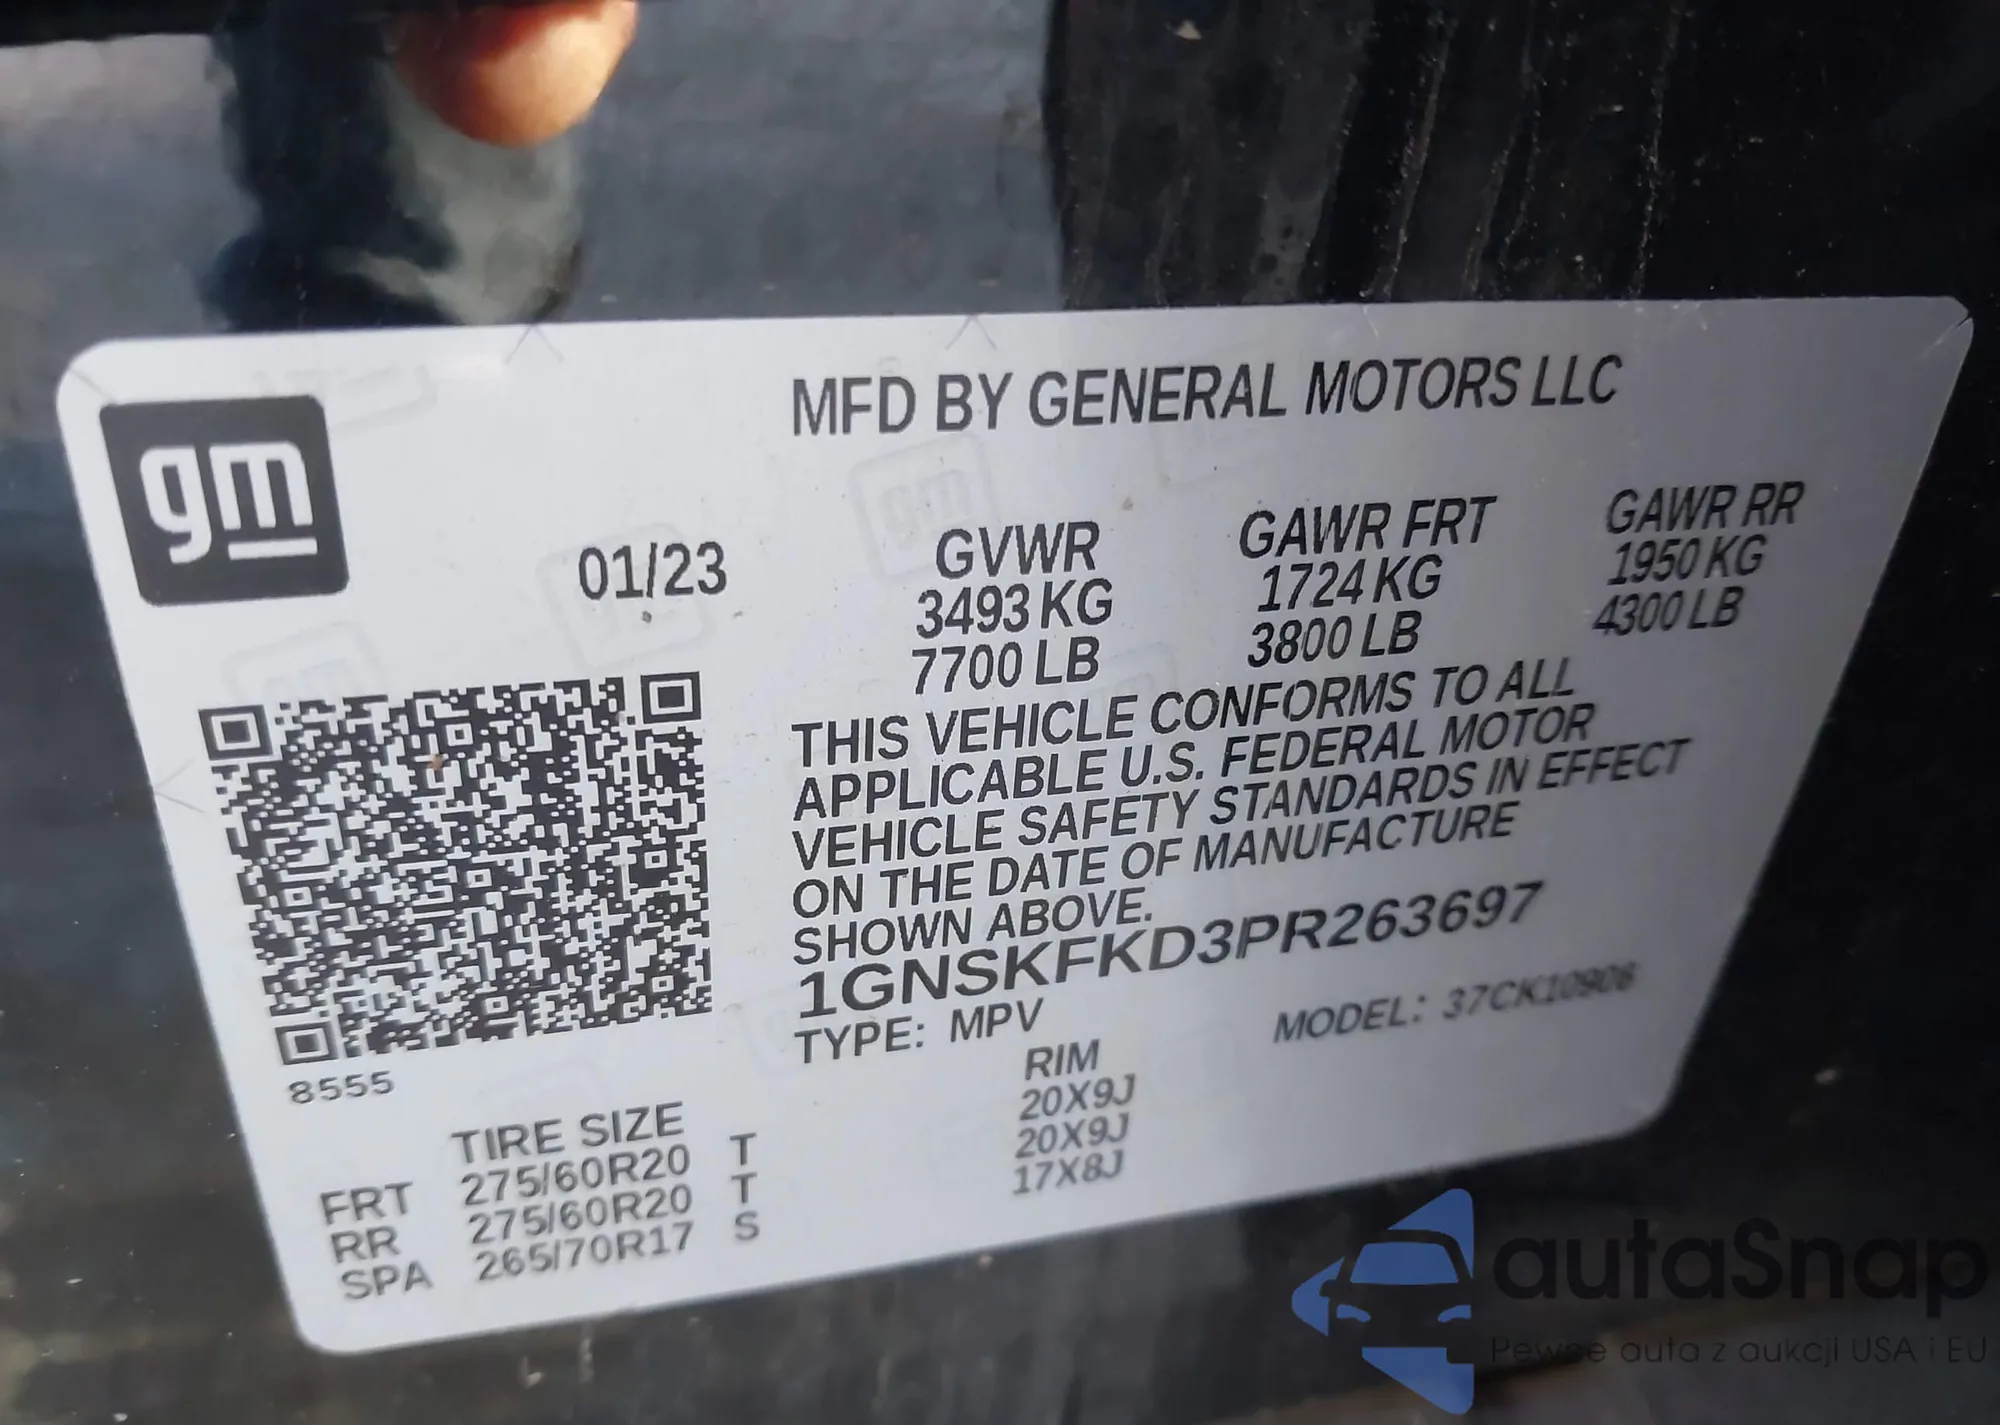 gm
MFD BY GENERAL MOTORS LLC
01/23
GVWR
3493 KG
7700 LB
GAWR FRT
1724 KG
3800 LB
GAWR RR
1950 KG
4300 LB
THIS VEHICLE CONFORMS TO ALL
APPLICABLE U.S. FEDERAL MOTOR
VEHICLE SAFETY STANDARDS IN EFFECT
ON THE DATE OF MANUFACTURE
SHOWN ABOVE.
1GNSKFKD3PR263697
TYPE: MPV
MODEL: 37CK10906
8555
TIRE SIZE
RIM
FRT 275/60R20 T 20X9J
RR 275/60R20 T 20X9J
SPA 265/70R17 S 17X8J
autaSnap
Pewne auta z aukcji USA i EU